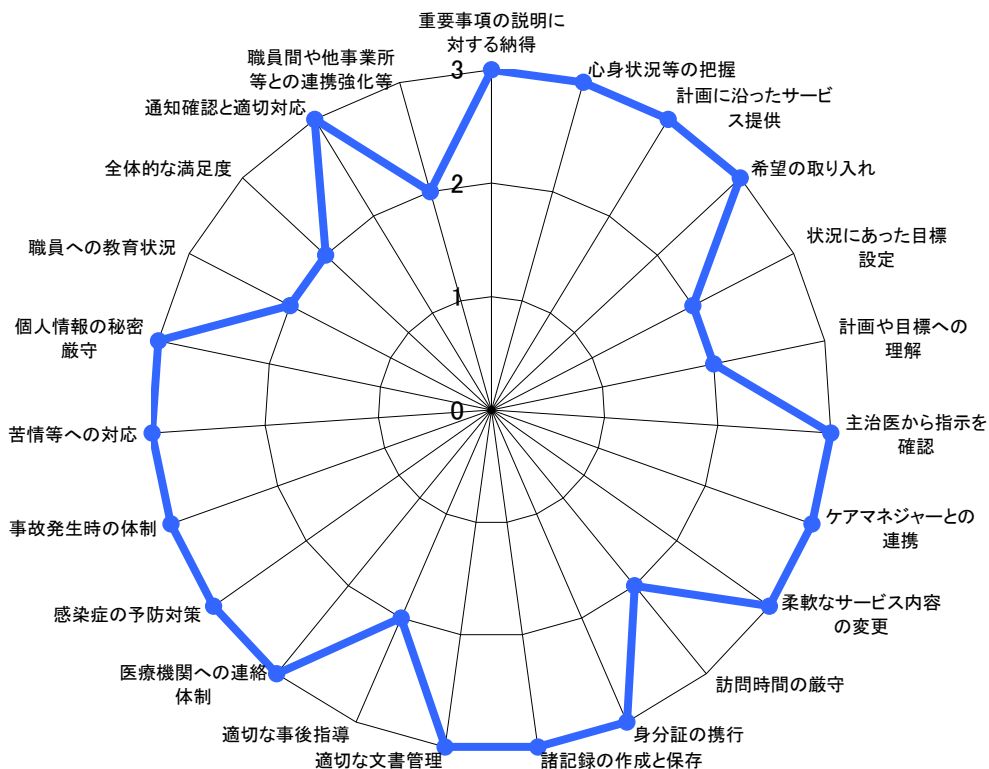 重要事項の説明に
対する納得
心身状況等の把握
計画に沿ったサービ
ス提供
希望の取り入れ
状況にあった目標
設定
計画や目標への
理解
主治医から指示を
確認
ケアマネジャーとの
連携
柔軟なサービス内容
の変更
訪問時間の厳守
身分証の携行
諸記録の作成と保存
適切な文書管理
適切な事後指導
医療機関への連絡
体制
感染症の予防対策
事故発生時の体制
苦情等への対応
個人情報の秘密
厳守
職員への教育状況
全体的な満足度
通知確認と適切対応
職員間や他事業所
等との連携強化等
3
2
1
0